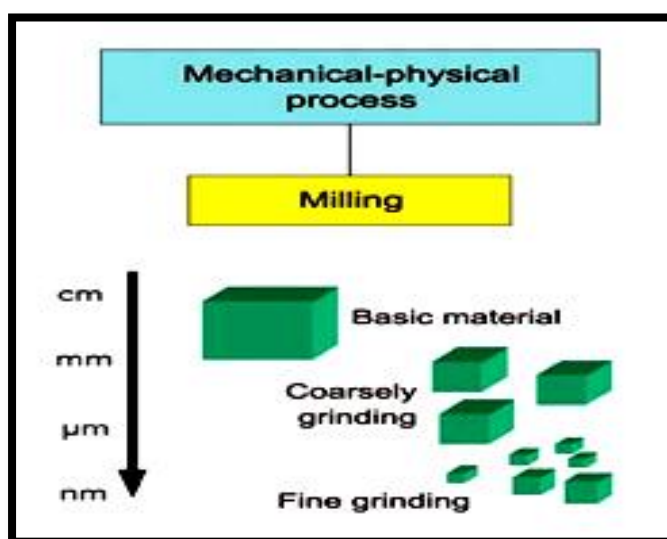 Mechanical-physical
process
Milling
cm
Basic material
mm
Coarsely
grinding
µm
nm
Fine grinding